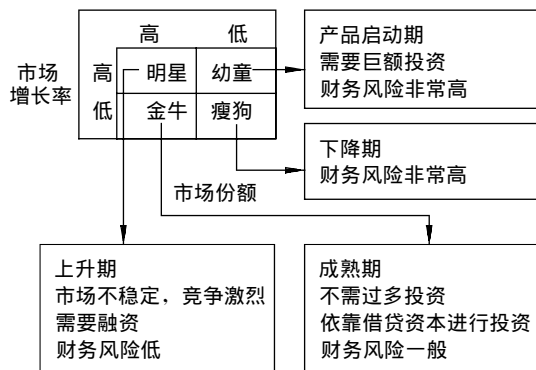 高 低
市场
增长率
高 明星 幼童
低 金牛 瘦狗
市场份额
产品启动期
需要巨额投资
财务风险非常高
下降期
财务风险非常高
上升期
市场不稳定，竞争激烈
需要融资
财务风险低
成熟期
不需过多投资
依靠借贷资本进行投资
财务风险一般